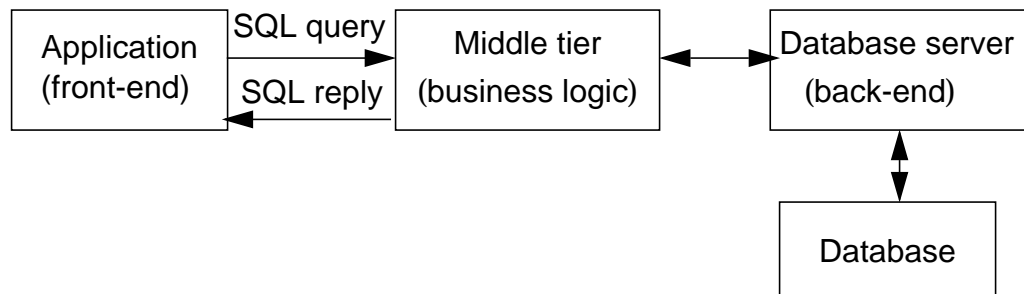 Application
(front-end)
SQL query
SQL reply
Middle tier
(business logic)
Database server
(back-end)
Database